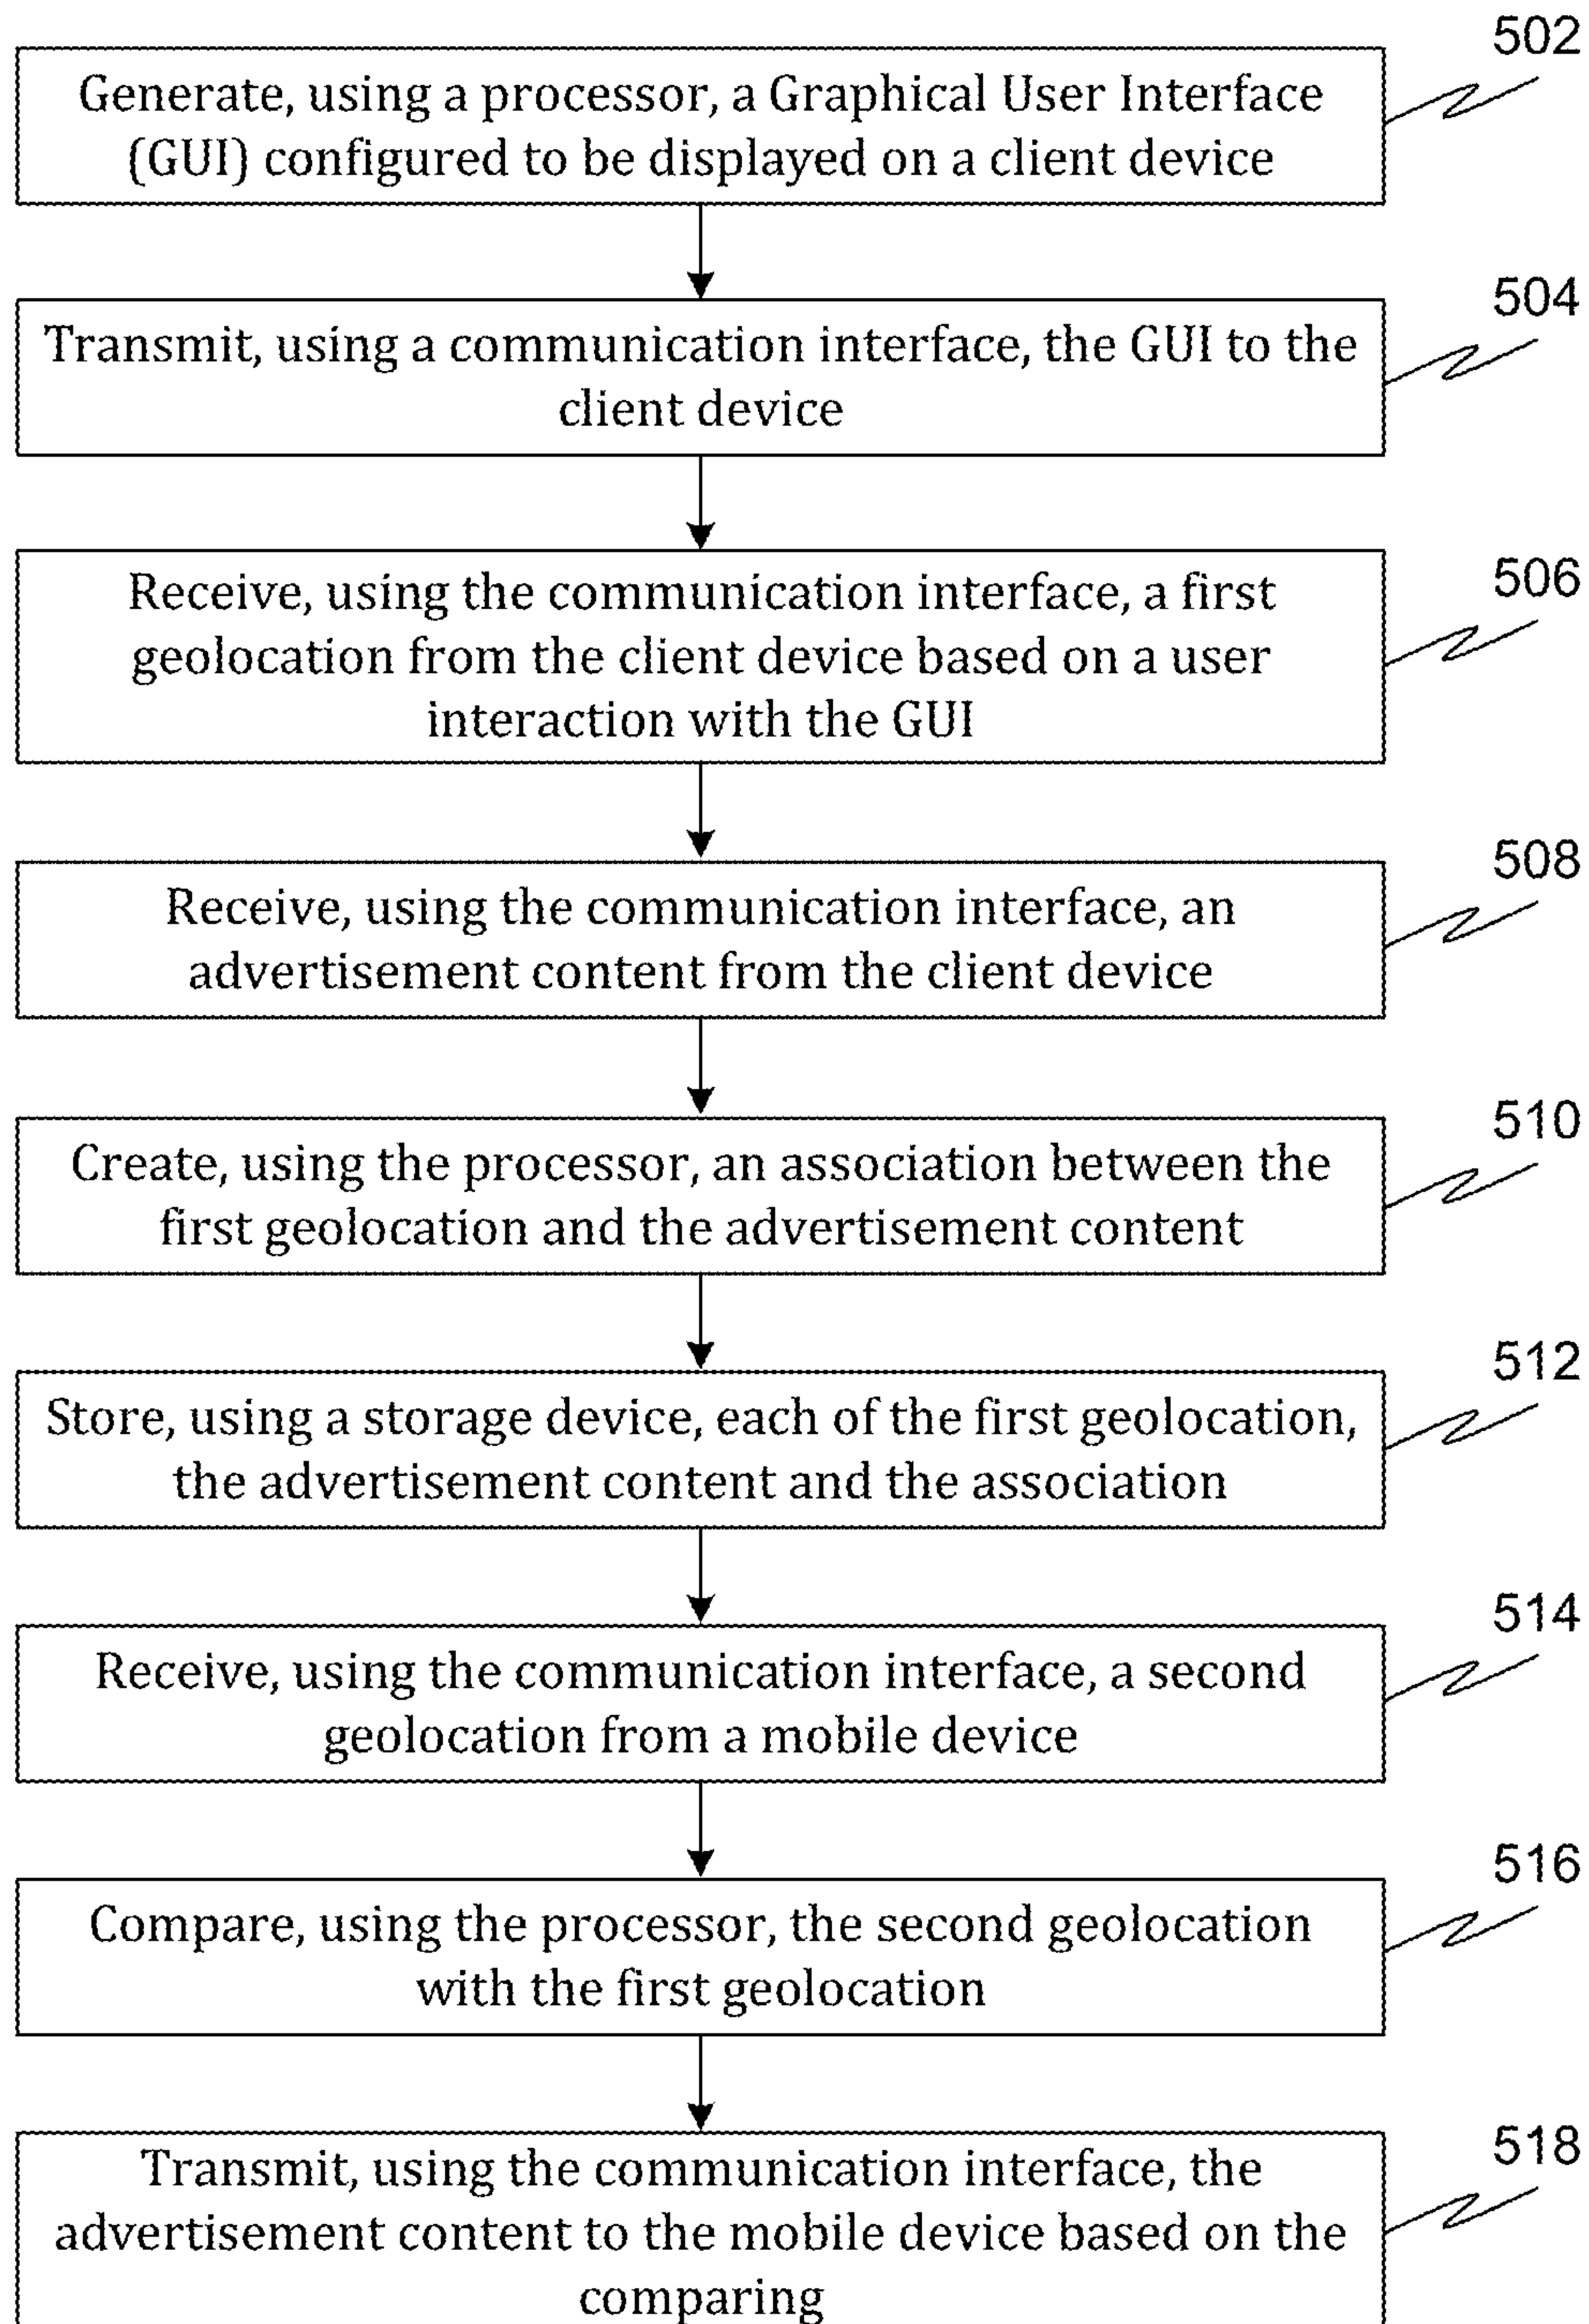 502
Generate, using a processor, a Graphical User Interface
(GUI) configured to be displayed on a client device
504
Transmit, using a communication interface, the GUI to the
client device
506
Receive, using the communication interface, a first
geolocation from the client device based on a user
interaction with the GUI
508
Receive, using the communication interface, an
advertisement content from the client device
510
Create, using the processor, an association between the
first geolocation and the advertisement content
512
Store, using a storage device, each of the first geolocation,
the advertisement content and the association
514
Receive, using the communication interface, a second
geolocation from a mobile device
516
Compare, using the processor, the second geolocation
with the first geolocation
518
Transmit, using the communication interface, the
advertisement content to the mobile device based on the
comparing